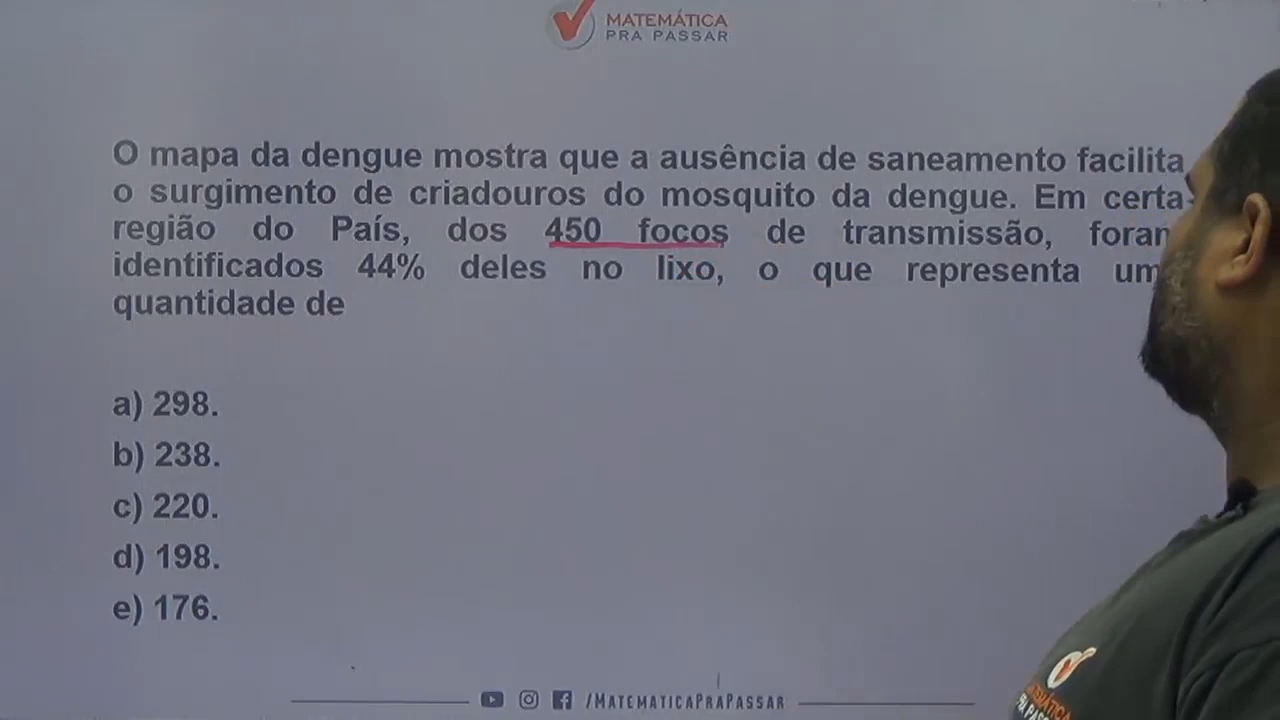 MATEMÁTICA
PRA PASSAR
O mapa da dengue mostra que a ausência de saneamento facilita
o surgimento de criadouros do mosquito da dengue. Em certa
região do País, dos 450 focos de transmissão, foram
identificados 44% deles no lixo, o que representa uma
quantidade de
a) 298.
b) 238.
c) 220.
d) 198.
e) 176.
/MATEMATICAPRAPASSAR